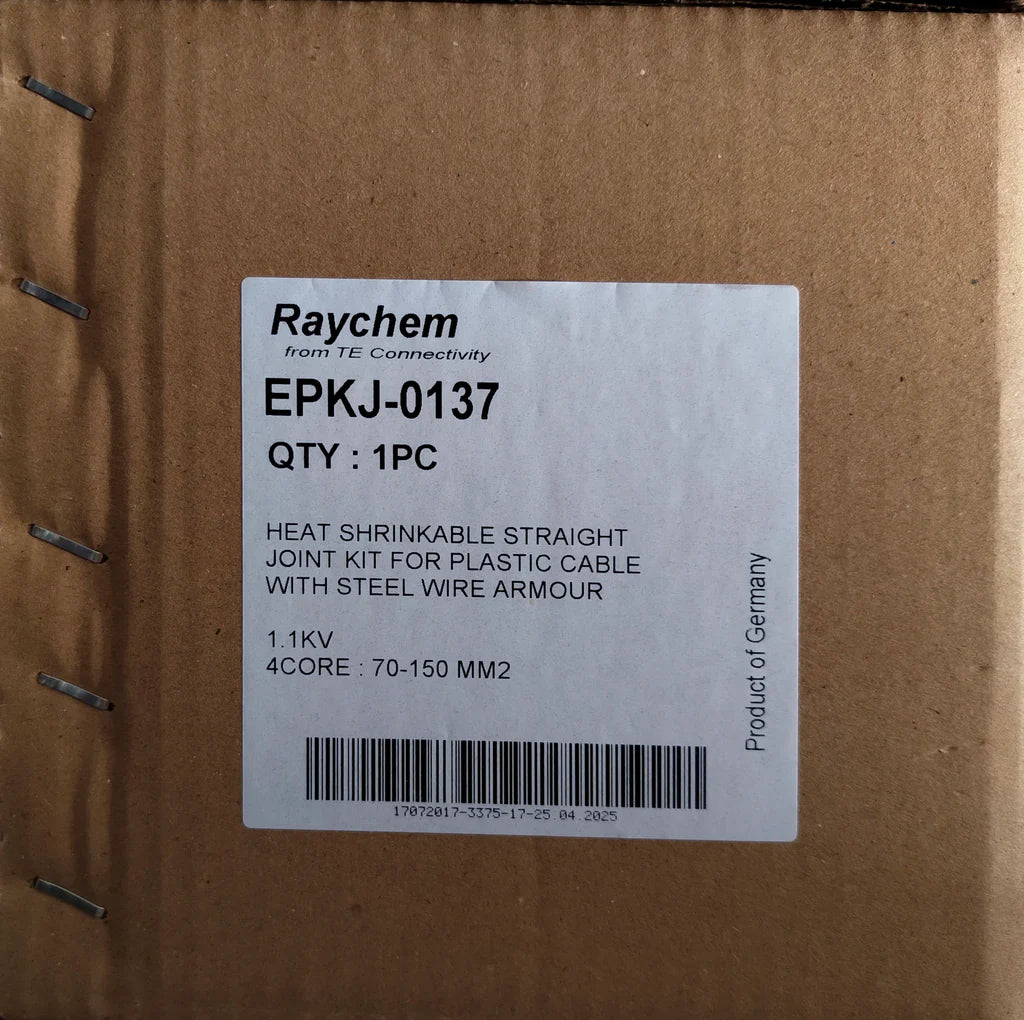 Raychem
from TE Connectivity
EPKJ-0137
QTY : 1PC
HEAT SHRINKABLE STRAIGHT
JOINT KIT FOR PLASTIC CABLE
WITH STEEL WIRE ARMOUR
1.1KV
4CORE : 70-150 MM2
Product of Germany
17072017-3375-17-25.04.2025